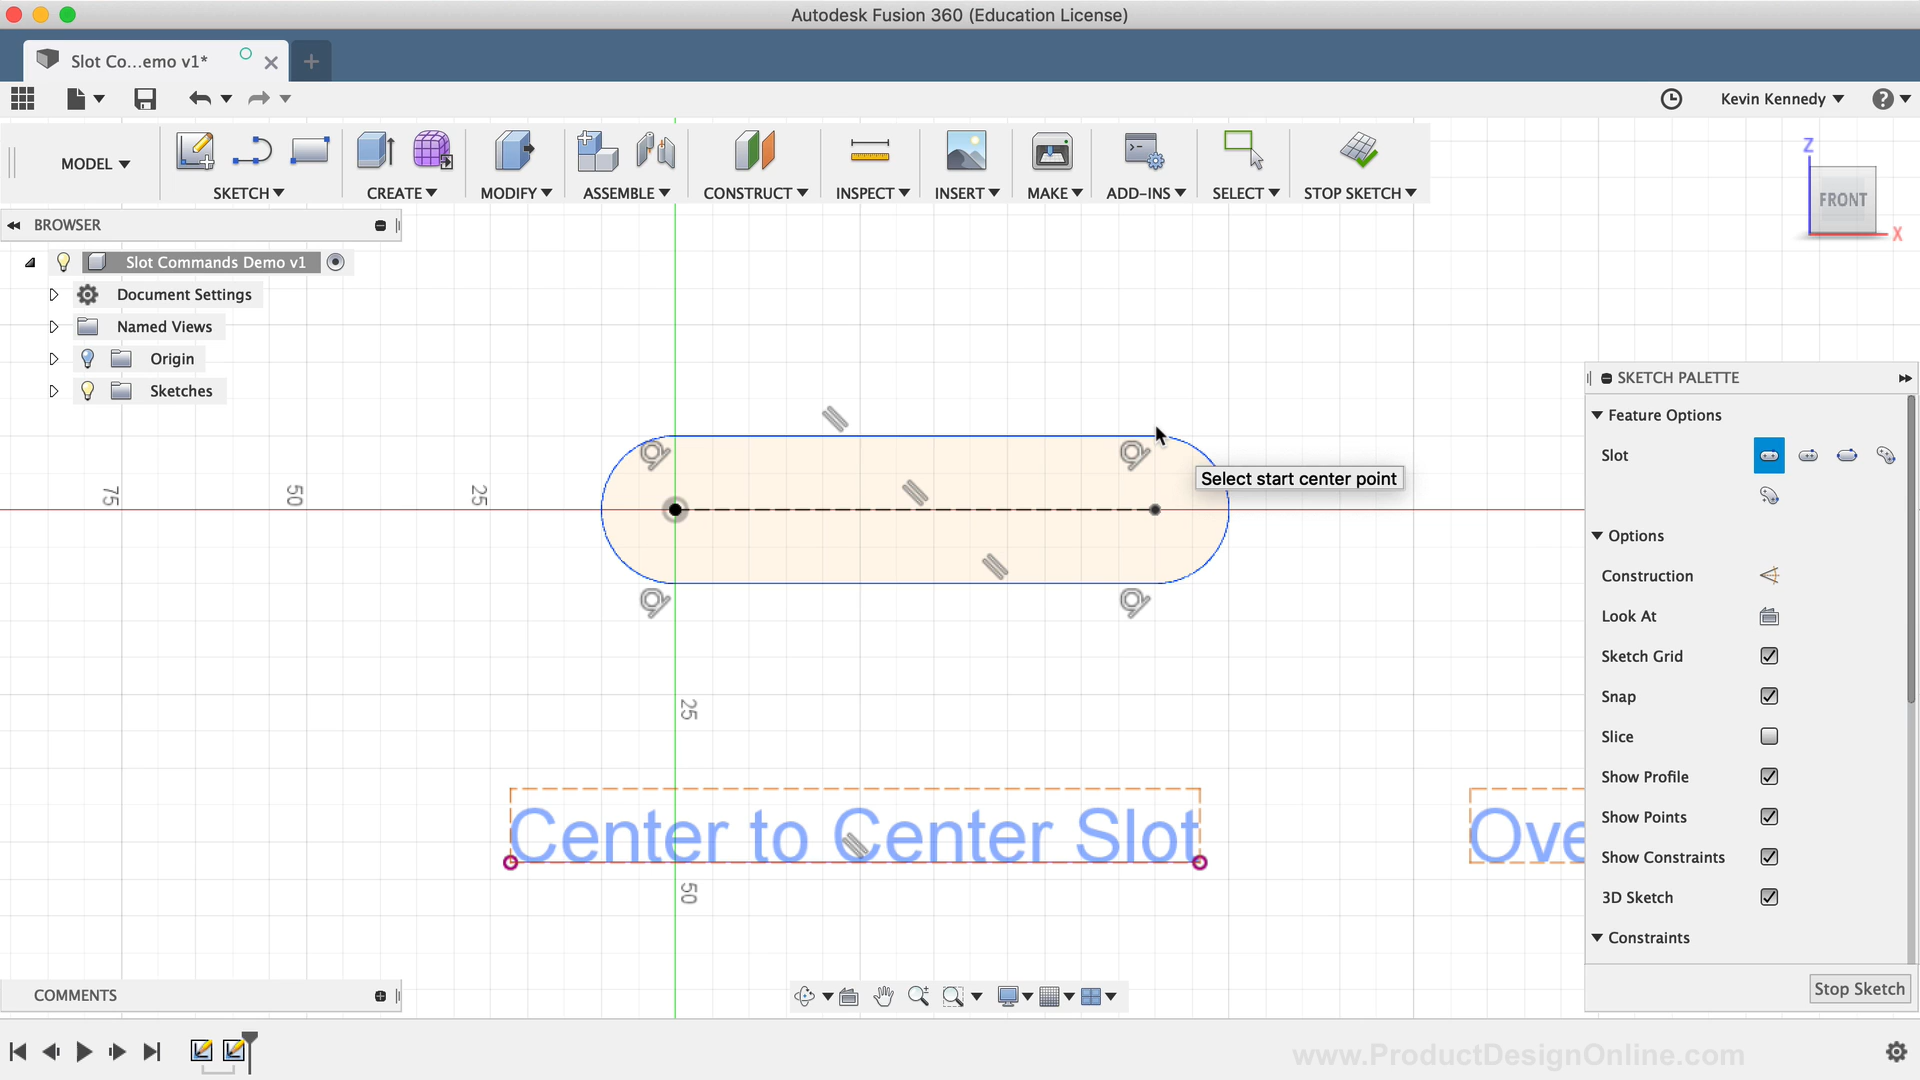 Autodesk Fusion 360 (Education License)
Slot Co...emo v1*
Kevin Kennedy
?
MODEL
SKETCH
CREATE
MODIFY
ASSEMBLE
CONSTRUCT
INSPECT
INSERT
MAKE
ADD-INS
SELECT
STOP SKETCH
Z
FRONT
X
BROWSER
Slot Commands Demo v1
Document Settings
Named Views
Origin
Sketches
75
50
25
Select start center point
25
50
Center to Center Slot
Ove
SKETCH PALETTE
Feature Options
Slot
Options
Construction
Look At
Sketch Grid
Snap
Slice
Show Profile
Show Points
Show Constraints
3D Sketch
Constraints
Stop Sketch
COMMENTS
www.ProductDesignOnline.com